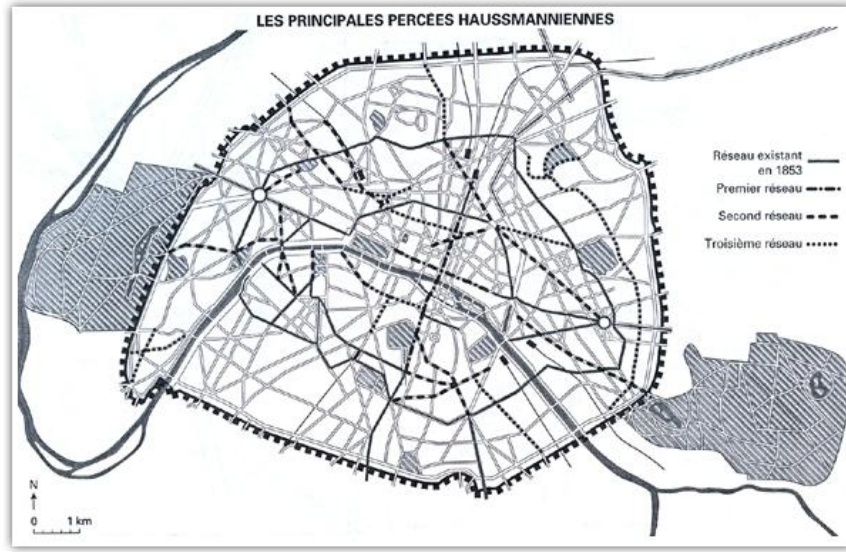 LES PRINCIPALES PERCÉES HAUSSMANNIENNES
Réseau existant
en 1853
Premier réseau
Second réseau
Troisième réseau
N
0 1 km